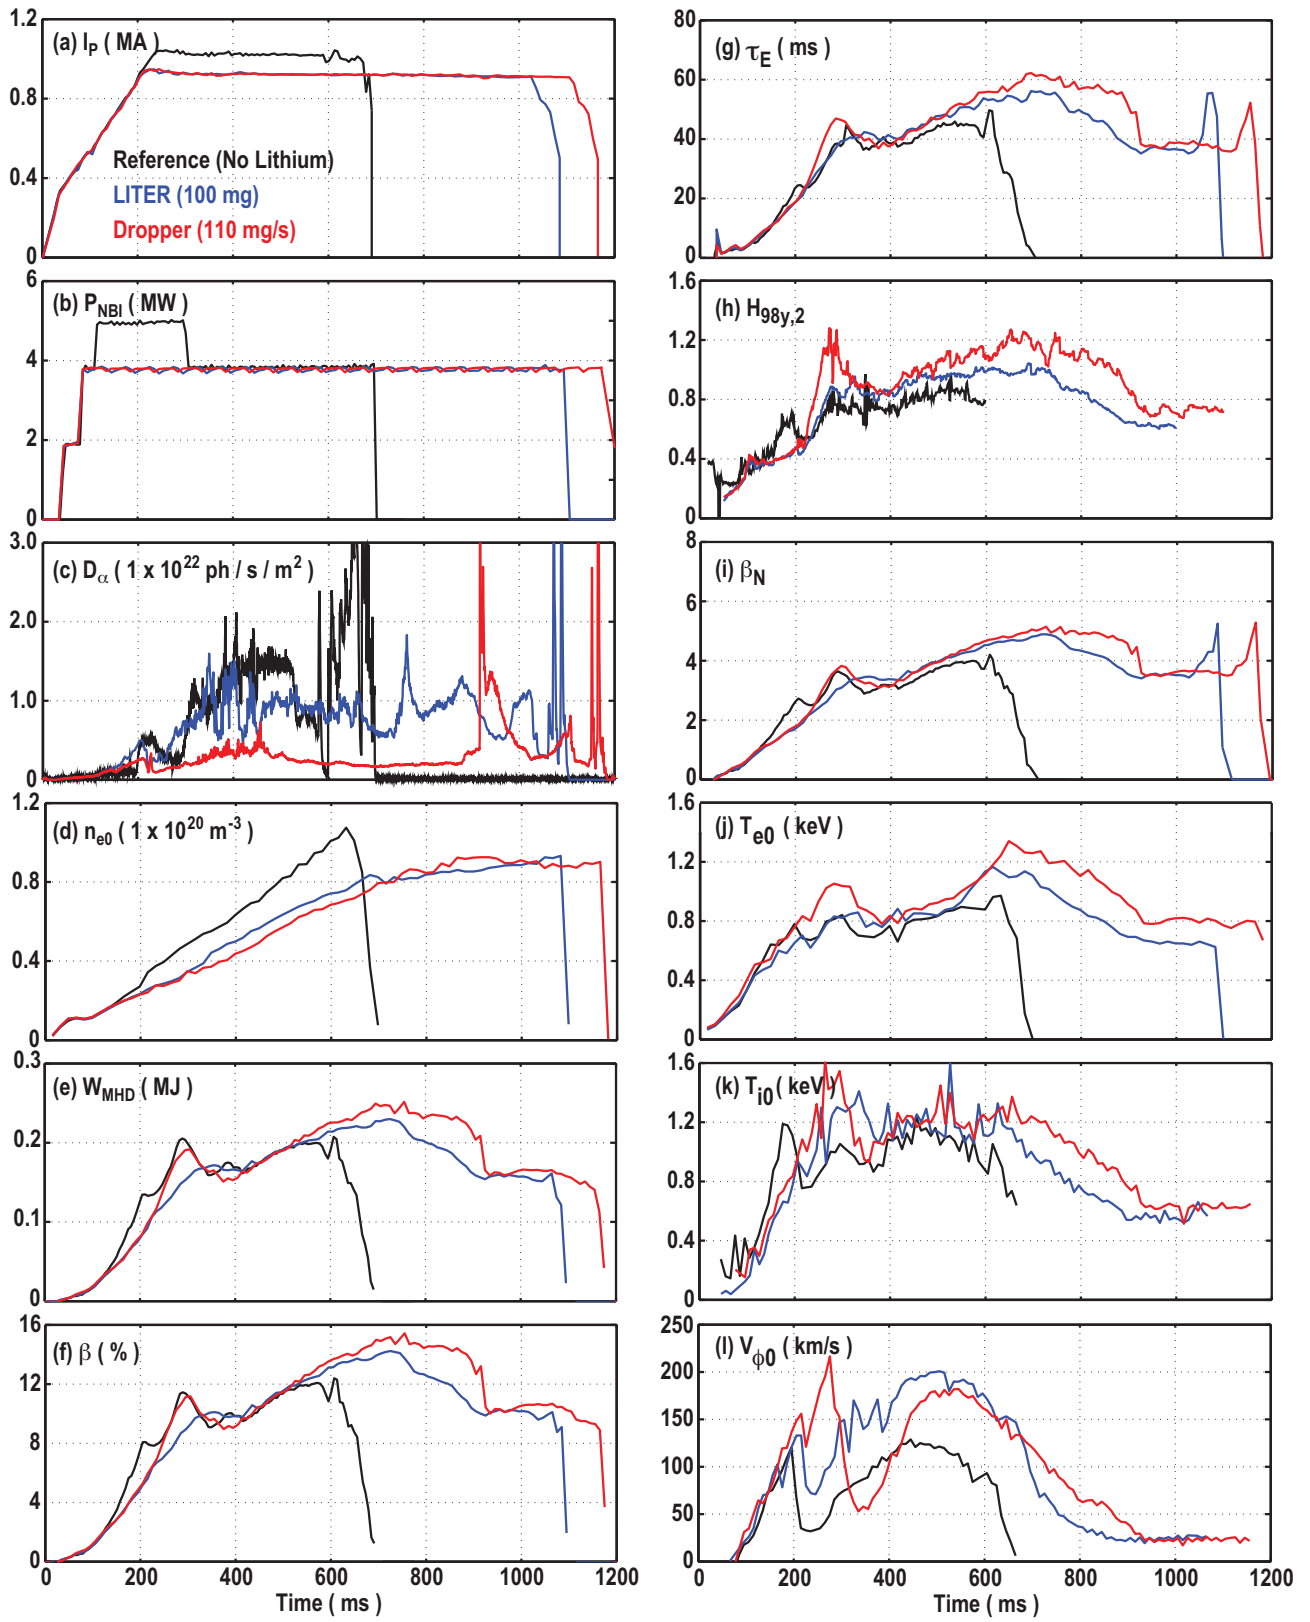 (a) I_P ( MA )
1.2
0.8
0.4
0
Reference (No Lithium)
LITER (100 mg)
Dropper (110 mg/s)
(b) P_NBI ( MW )
6
4
2
0
(c) D_α ( 1 x 10^22 ph / s / m^2 )
3.0
2.0
1.0
0
(d) n_e0 ( 1 x 10^20 m^-3 )
1.2
0.8
0.4
0
(e) W_MHD ( MJ )
0.3
0.2
0.1
0
(f) β ( % )
16
12
8
4
0
0 200 400 600 800 1000 1200
Time ( ms )
(g) τ_E ( ms )
80
60
40
20
0
(h) H_98y,2
1.6
1.2
0.8
0.4
0
(i) β_N
8
6
4
2
0
(j) T_e0 ( keV )
1.6
1.2
0.8
0.4
0
(k) T_i0 ( keV )
1.6
1.2
0.8
0.4
0
(l) V_ϕ0 ( km/s )
250
200
150
100
50
0
0 200 400 600 800 1000 1200
Time ( ms )